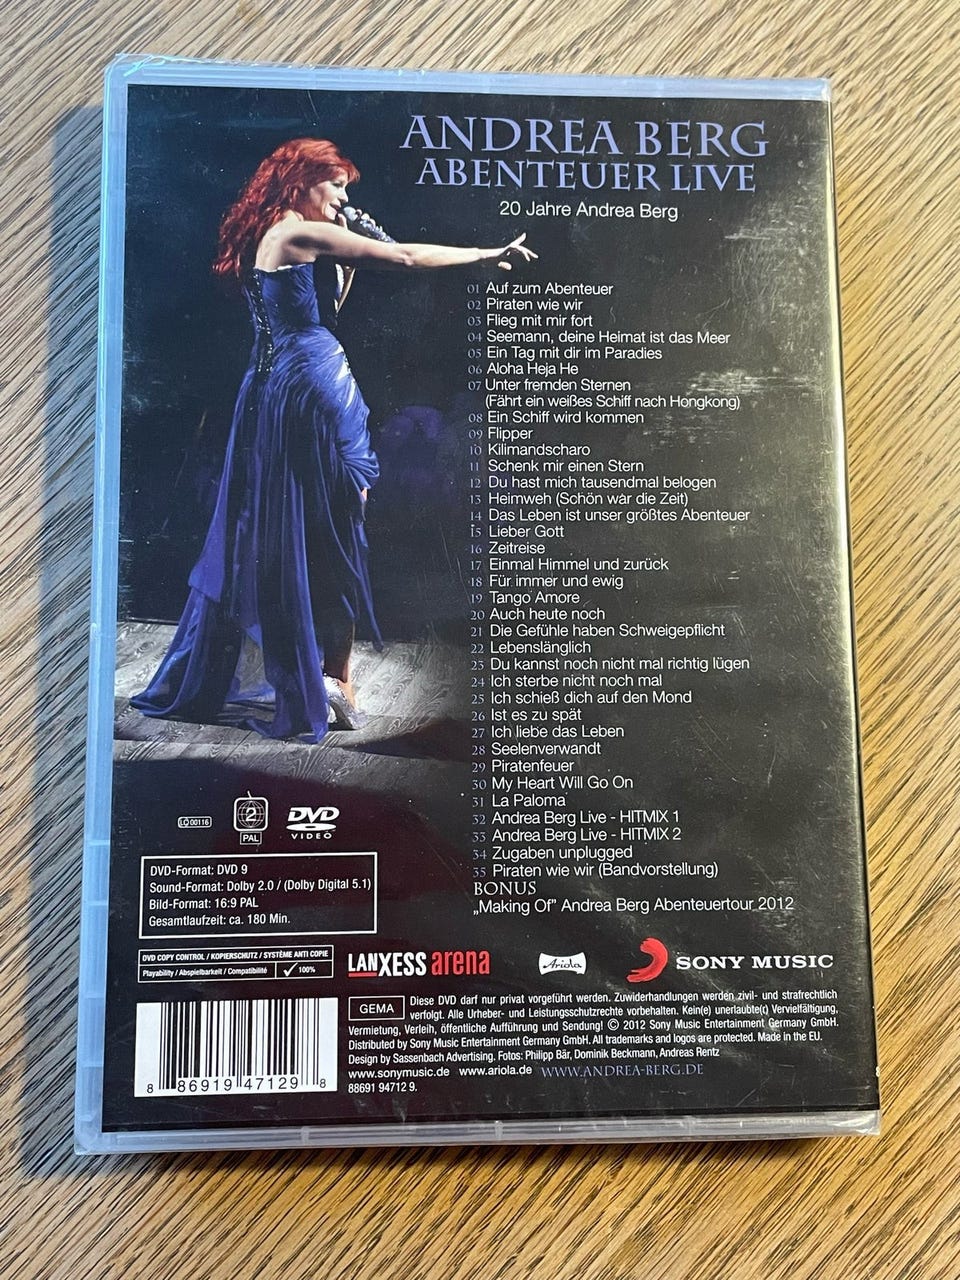 ANDREA BERG
ABENTEUER LIVE
20 Jahre Andrea Berg
01 Auf zum Abenteuer
02 Piraten wie wir
03 Flieg mit mir fort
04 Seemann, deine Heimat ist das Meer
05 Ein Tag mit dir im Paradies
06 Aloha Heja He
07 Unter fremden Sternen
(Fährt ein weißes Schiff nach Hongkong)
08 Ein Schiff wird kommen
09 Flipper
10 Kilimandscharo
11 Schenk mir einen Stern
12 Du hast mich tausendmal belogen
13 Heimweh (Schön war die Zeit)
14 Das Leben ist unser größtes Abenteuer
15 Lieber Gott
16 Zeitreise
17 Einmal Himmel und zurück
18 Für immer und ewig
19 Tango Amore
20 Auch heute noch
21 Die Gefühle haben Schweigepflicht
22 Lebenslänglich
23 Du kannst noch nicht mal richtig lügen
24 Ich sterbe nicht noch mal
25 Ich schieß dich auf den Mond
26 Ist es zu spät
27 Ich liebe das Leben
28 Seelenverwandt
29 Piratenfeuer
30 My Heart Will Go On
31 La Paloma
32 Andrea Berg Live - HITMIX 1
33 Andrea Berg Live - HITMIX 2
34 Zugaben unplugged
35 Piraten wie wir (Bandvorstellung)
BONUS
„Making Of" Andrea Berg Abenteuertour 2012
LC 00116
2
PAL
DVD
VIDEO
DVD-Format: DVD 9
Sound-Format: Dolby 2.0 / (Dolby Digital 5.1)
Bild-Format: 16:9 PAL
Gesamtlaufzeit: ca. 180 Min.
DVD COPY CONTROL / KOPIERSCHUTZ / SYSTÈME ANTI COPIE
Playability / Abspielbarkeit / Compatibilité ✓ 100%
LANXESS arena
Ariola
SONY MUSIC
GEMA
Diese DVD darf nur privat vorgeführt werden. Zuwiderhandlungen werden zivil- und strafrechtlich
verfolgt. Alle Urheber- und Leistungsschutzrechte vorbehalten. Kein(e) unerlaubte(r) Vervielfältigung,
Vermietung, Verleih, öffentliche Aufführung und Sendung! © 2012 Sony Music Entertainment Germany GmbH.
Distributed by Sony Music Entertainment Germany GmbH. All trademarks and logos are protected. Made in the EU.
Design by Sassenbach Advertising, Fotos: Philipp Bär, Dominik Beckmann, Andreas Rentz
www.sonymusic.de www.ariola.de WWW.ANDREA-BERG.DE
88691 94712 9.
8 86919 47129 8